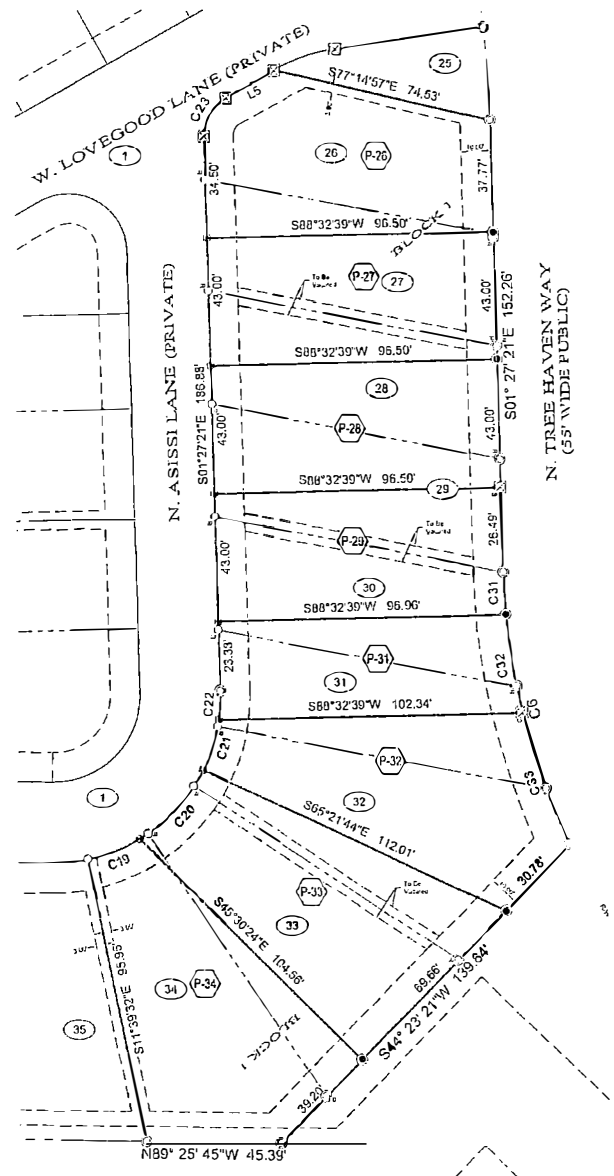 W. LOVEGOOD LANE (PRIVATE)
25
S77°14'57"E 74.53'
L5
C23
1
26
P-26
10.00'
37.77'
34.50'
BLOCK 1
S88°32'39"W 96.50'
N. ASISSI LANE (PRIVATE)
To Be
Vacated
P-27
27
43.00'
43.00'
S01° 27' 21"E 152.26'
N. TREE HAVEN WAY
(55' WIDE PUBLIC)
S88°32'39"W 96.50'
S01°27'21"E 186.88'
43.00'
28
P-28
43.00'
S88°32'39"W 96.50'
29
26.49'
P-29
To be
Vacated
43.00'
30
C31
S88°32'39"W 96.96'
23.33'
P-31
31
C32
C22
S88°32'39"W 102.34'
C6
C21
P-32
C33
1
32
C20
S65°21'44"E 112.01'
30.78'
C19
P-33
To Be
Vacated
33
S45°30'24"E 104.56'
S11°39'32"E 95.95'
34
P-34
69.66'
S44° 23' 21"W 139.64'
35
BLOCK 1
39.20'
N89° 25' 45"W 45.39'